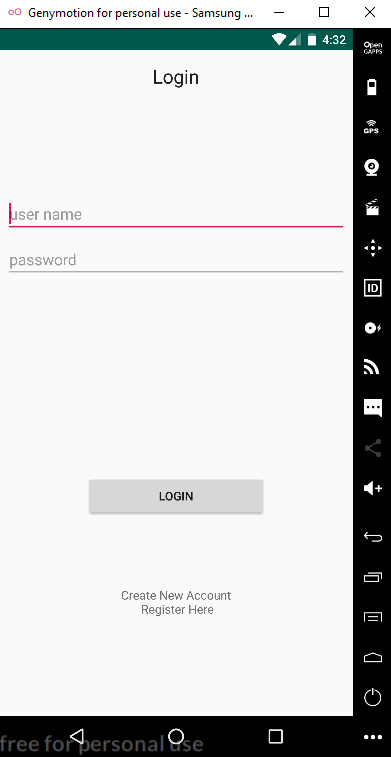 Genymotion for personal use - Samsung ...
4:32
Open
GAPPS
Login
GPS
user name
password
ID
LOGIN
Create New Account
Register Here
free for personal use